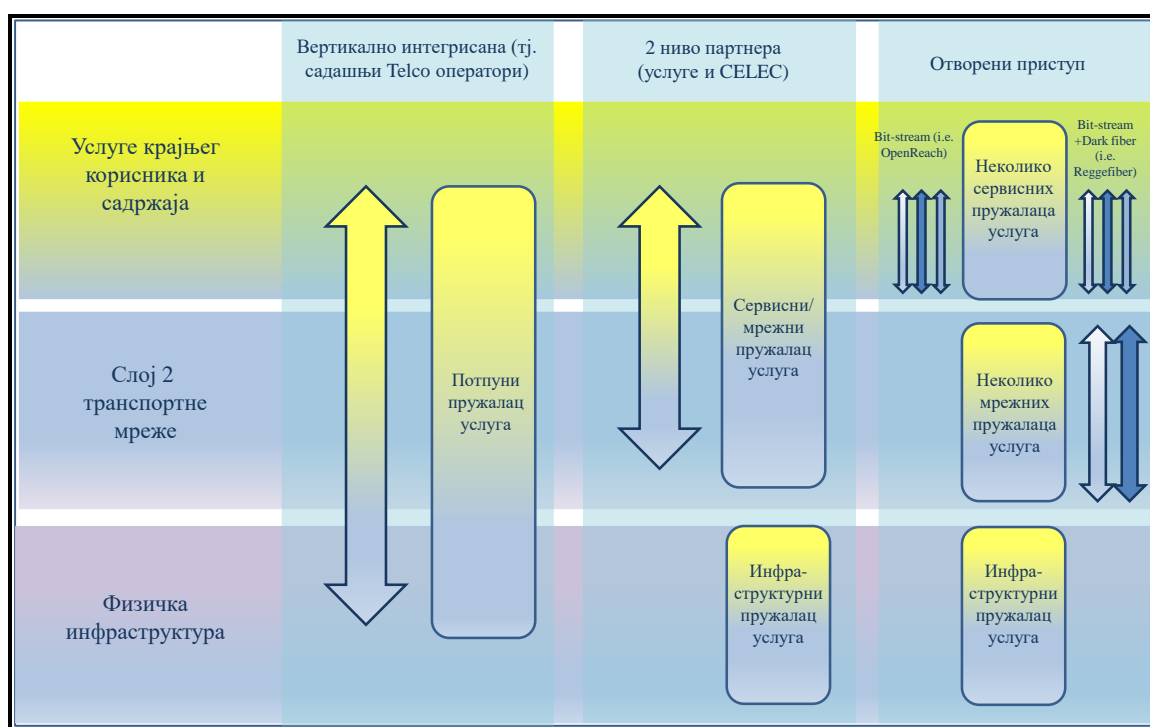 Вертикално интегрисана (тј.
садашњи Telco оператори)
2 ниво партнера
(услуге и CELEC)
Отворени приступ
Услуге крајњег
корисника и
садржаја
Bit-stream (i.e.
OpenReach)
Неколико
сервисних
пружалаца
услуга
Bit-stream
+Dark fiber
(i.e.
Reggefiber)
Слој 2
транспортне
мреже
Потпуни
пружалац
услуга
Сервисни/
мрежни
пружалац
услуга
Неколико
мрежних
пружалаца
услуга
Физичка
инфраструктура
Инфра-
структурни
пружалац
услуга
Инфра-
структурни
пружалац
услуга